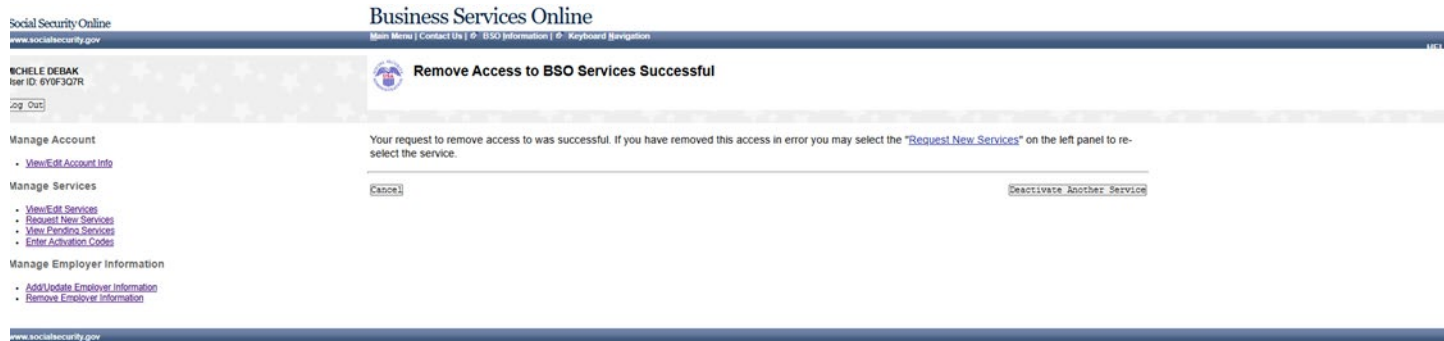 Social Security Online
www.socialsecurity.gov
Business Services Online
Main Menu | Contact Us | BSO Information | Keyboard Navigation
MICHELE DEBAK
User ID: 6Y0F3Q7R
Log Out
Remove Access to BSO Services Successful
Manage Account
View/Edit Account Info
Manage Services
View/Edit Services
Request New Services
View Pending Services
Enter Activation Codes
Manage Employer Information
Add/Update Employer Information
Remove Employer Information
Your request to remove access to was successful. If you have removed this access in error you may select the "Request New Services" on the left panel to re-
select the service.
Cancel
Deactivate Another Service
www.socialsecurity.gov